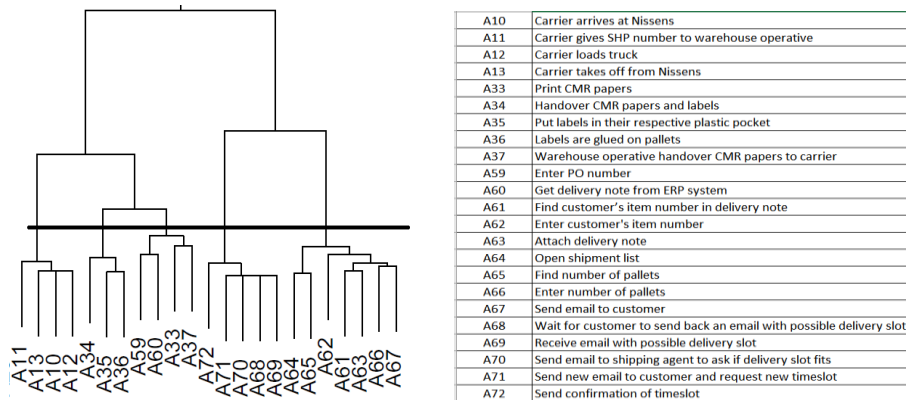 A11
A13
A10
A12
A34
A35
A36
A59
A60
A33
A37
A72
A71
A70
A68
A69
A64
A65
A62
A61
A63
A66
A67
A10 Carrier arrives at Nissens
A11 Carrier gives SHP number to warehouse operative
A12 Carrier loads truck
A13 Carrier takes off from Nissens
A33 Print CMR papers
A34 Handover CMR papers and labels
A35 Put labels in their respective plastic pocket
A36 Labels are glued on pallets
A37 Warehouse operative handover CMR papers to carrier
A59 Enter PO number
A60 Get delivery note from ERP system
A61 Find customer's item number in delivery note
A62 Enter customer's item number
A63 Attach delivery note
A64 Open shipment list
A65 Find number of pallets
A66 Enter number of pallets
A67 Send email to customer
A68 Wait for customer to send back an email with possible delivery slot
A69 Receive email with possible delivery slot
A70 Send email to shipping agent to ask if delivery slot fits
A71 Send new email to customer and request new timeslot
A72 Send confirmation of timeslot